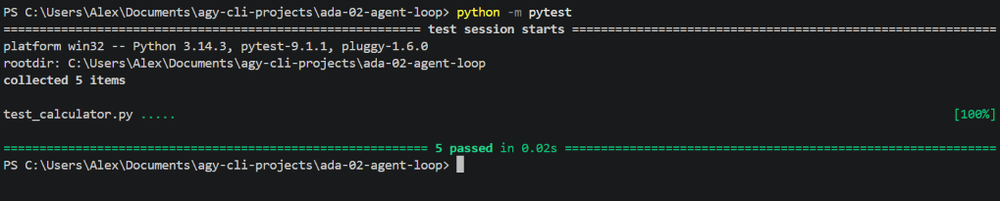 PS C:\Users\Alex\Documents\agy-cli-projects\ada-02-agent-loop> python -m pytest
========================================================== test session starts ===========================================================
platform win32 -- Python 3.14.3, pytest-9.1.1, pluggy-1.6.0
rootdir: C:\Users\Alex\Documents\agy-cli-projects\ada-02-agent-loop
collected 5 items
test_calculator.py ..... [100%]
=========================================================== 5 passed in 0.02s ============================================================
PS C:\Users\Alex\Documents\agy-cli-projects\ada-02-agent-loop>